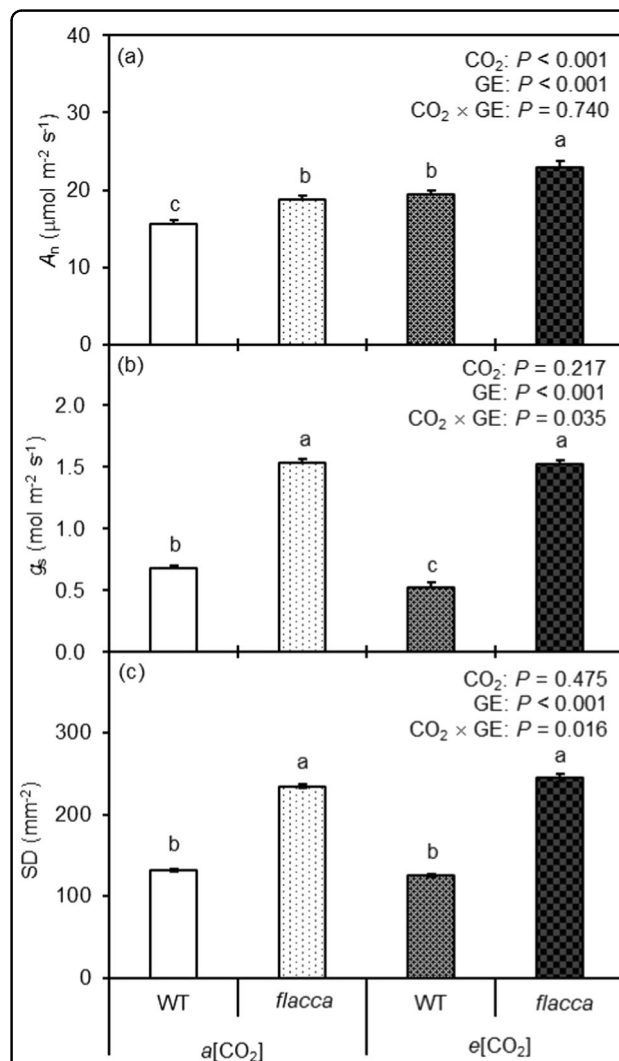 (a)
CO₂: P < 0.001
GE: P < 0.001
CO₂ × GE: P = 0.740
Aₙ (μmol m⁻² s⁻¹)
40
30
20
10
0
c
b
b
a
(b)
CO₂: P = 0.217
GE: P < 0.001
CO₂ × GE: P = 0.035
gₛ (mol m⁻² s⁻¹)
2.0
1.5
1.0
0.5
0.0
b
a
c
a
(c)
CO₂: P = 0.475
GE: P < 0.001
CO₂ × GE: P = 0.016
SD (mm⁻²)
300
200
100
0
b
a
b
a
WT flacca WT flacca
a[CO₂] e[CO₂]